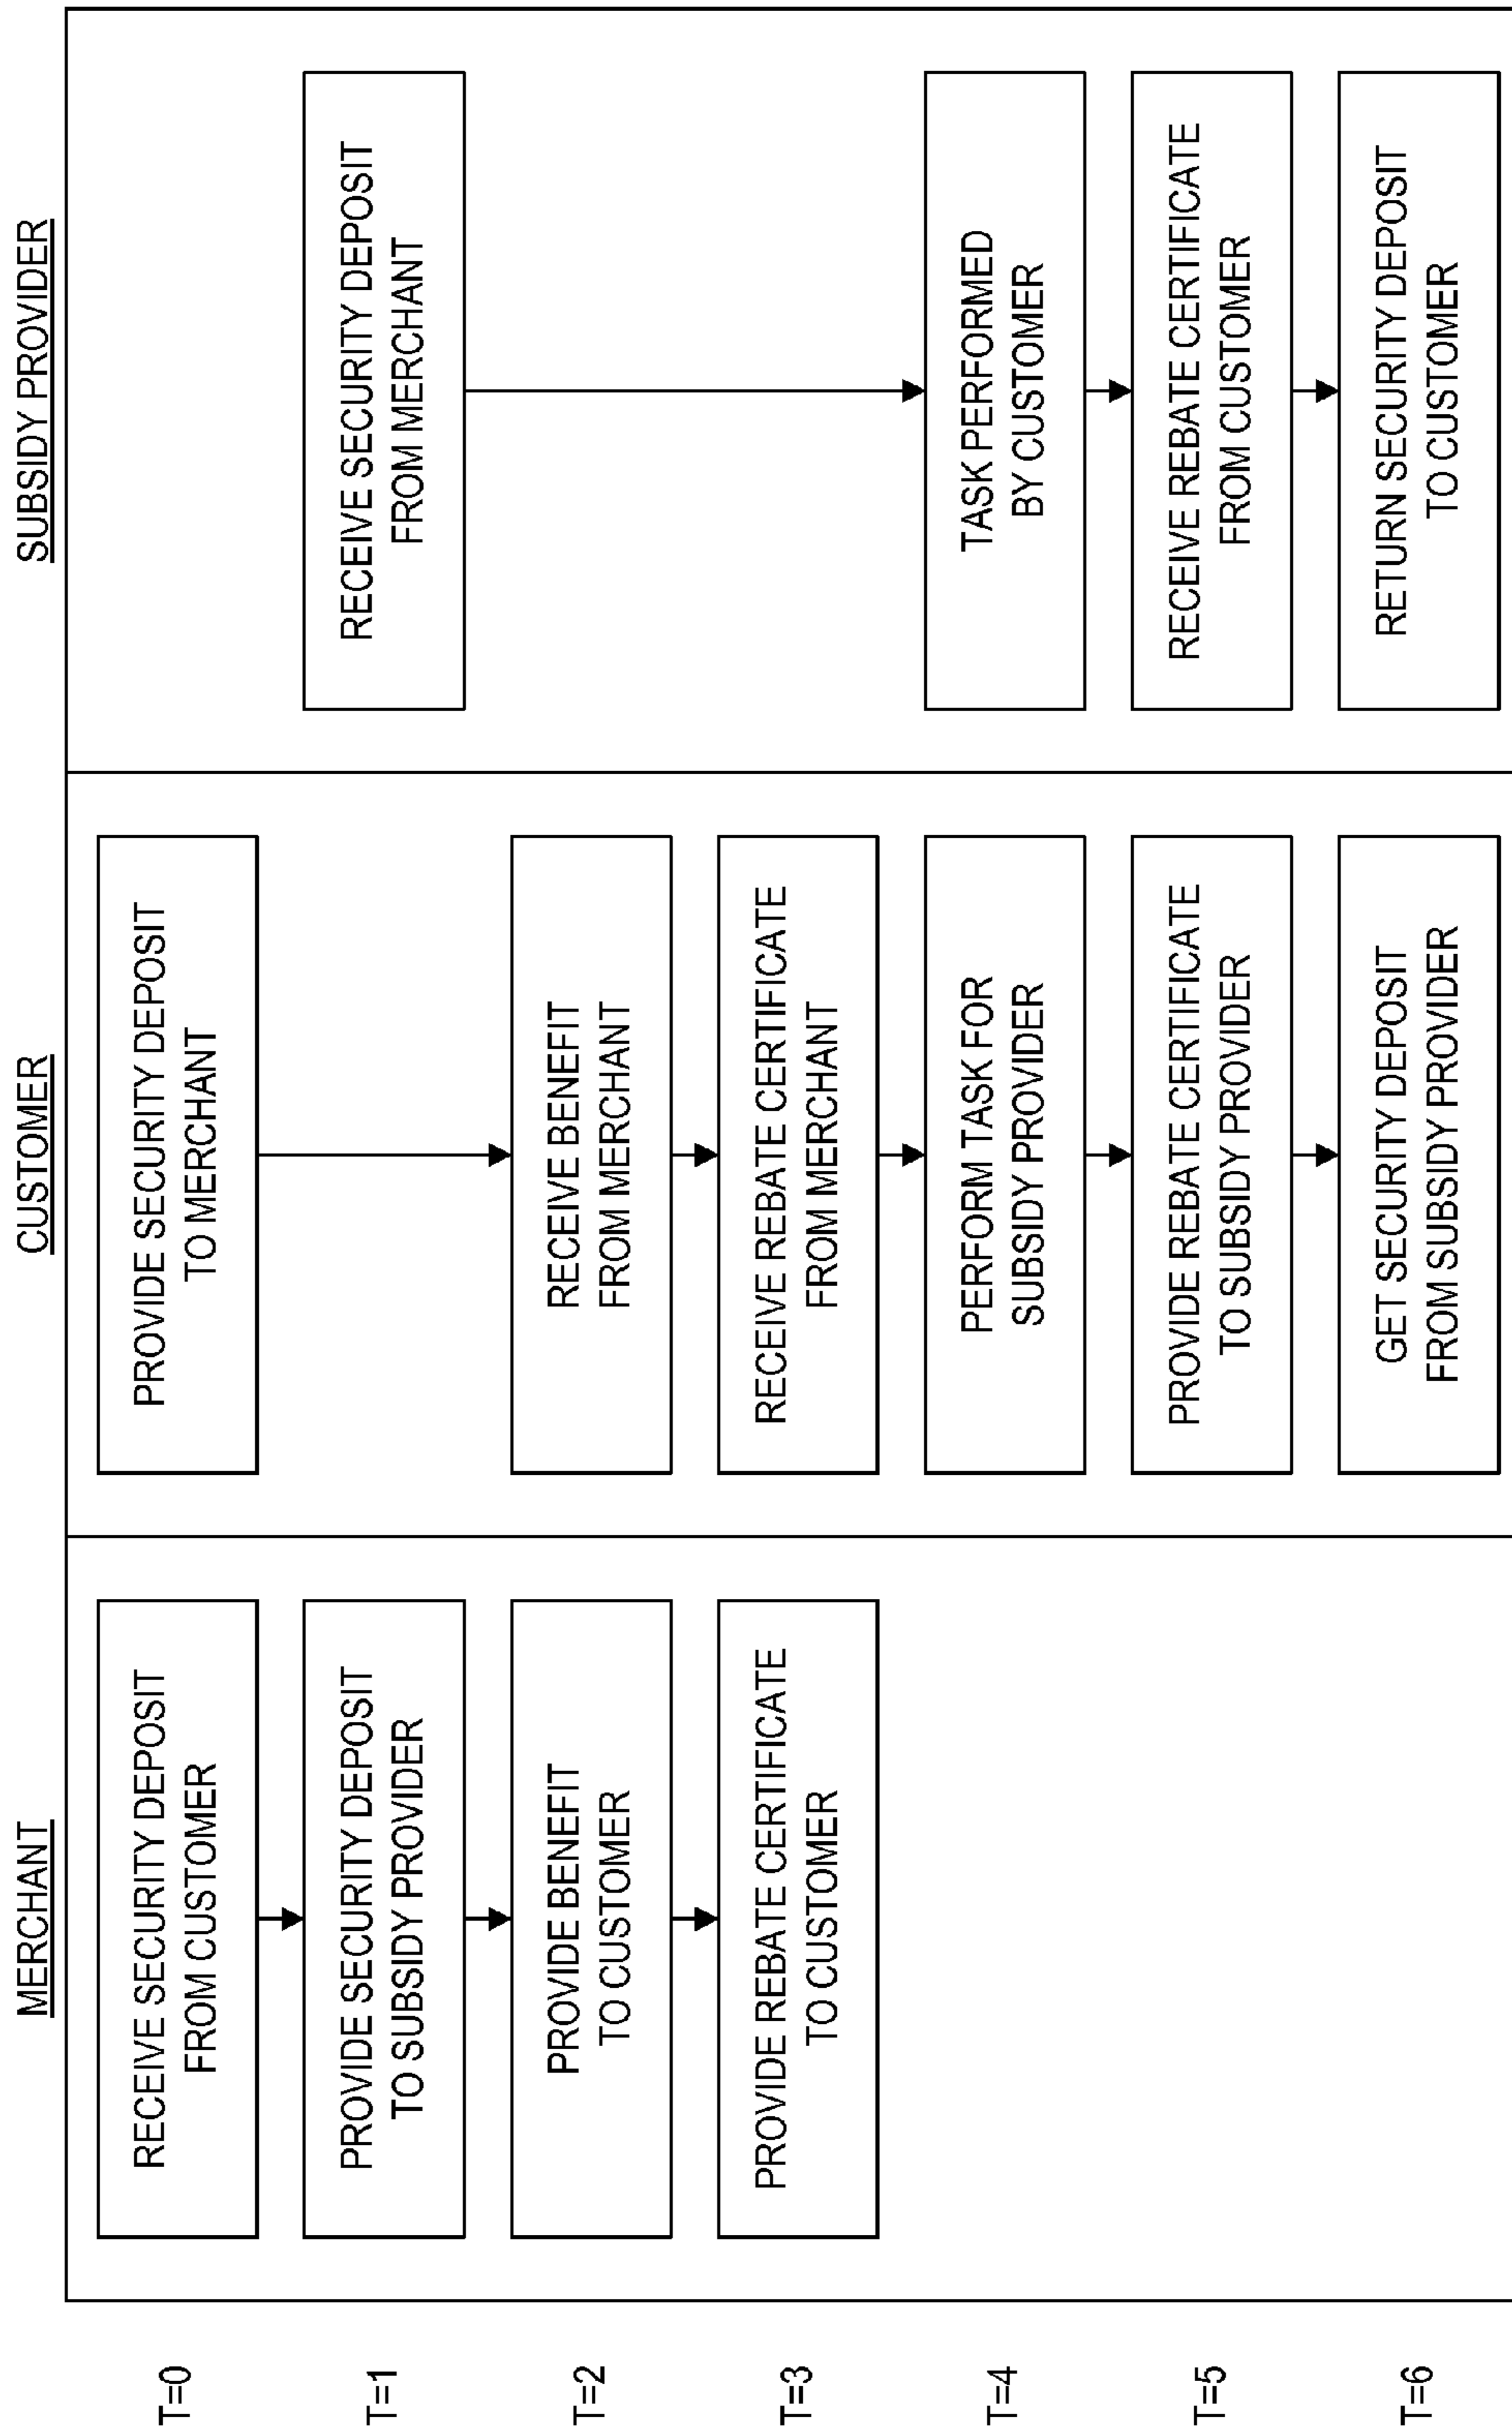 MERCHANT
CUSTOMER
SUBSIDY PROVIDER
T=0
RECEIVE SECURITY DEPOSIT
FROM CUSTOMER
PROVIDE SECURITY DEPOSIT
TO MERCHANT
T=1
PROVIDE SECURITY DEPOSIT
TO SUBSIDY PROVIDER
RECEIVE SECURITY DEPOSIT
FROM MERCHANT
T=2
PROVIDE BENEFIT
TO CUSTOMER
RECEIVE BENEFIT
FROM MERCHANT
T=3
PROVIDE REBATE CERTIFICATE
TO CUSTOMER
RECEIVE REBATE CERTIFICATE
FROM MERCHANT
T=4
PERFORM TASK FOR
SUBSIDY PROVIDER
TASK PERFORMED
BY CUSTOMER
T=5
PROVIDE REBATE CERTIFICATE
TO SUBSIDY PROVIDER
RECEIVE REBATE CERTIFICATE
FROM CUSTOMER
T=6
GET SECURITY DEPOSIT
FROM SUBSIDY PROVIDER
RETURN SECURITY DEPOSIT
TO CUSTOMER